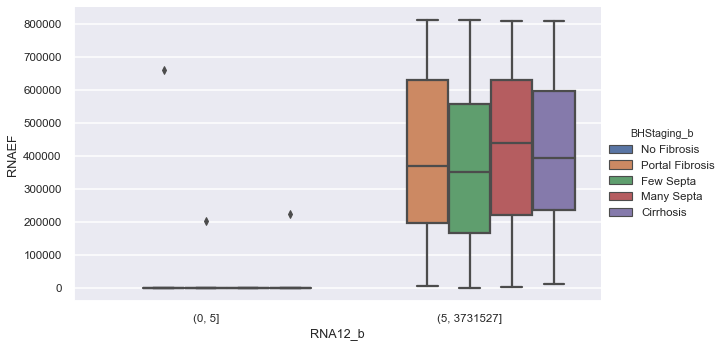 800000
700000
600000
500000
400000
300000
200000
100000
0
RNAEF
(0, 5]
(5, 3731527]
RNA12_b
BHStaging_b
No Fibrosis
Portal Fibrosis
Few Septa
Many Septa
Cirrhosis